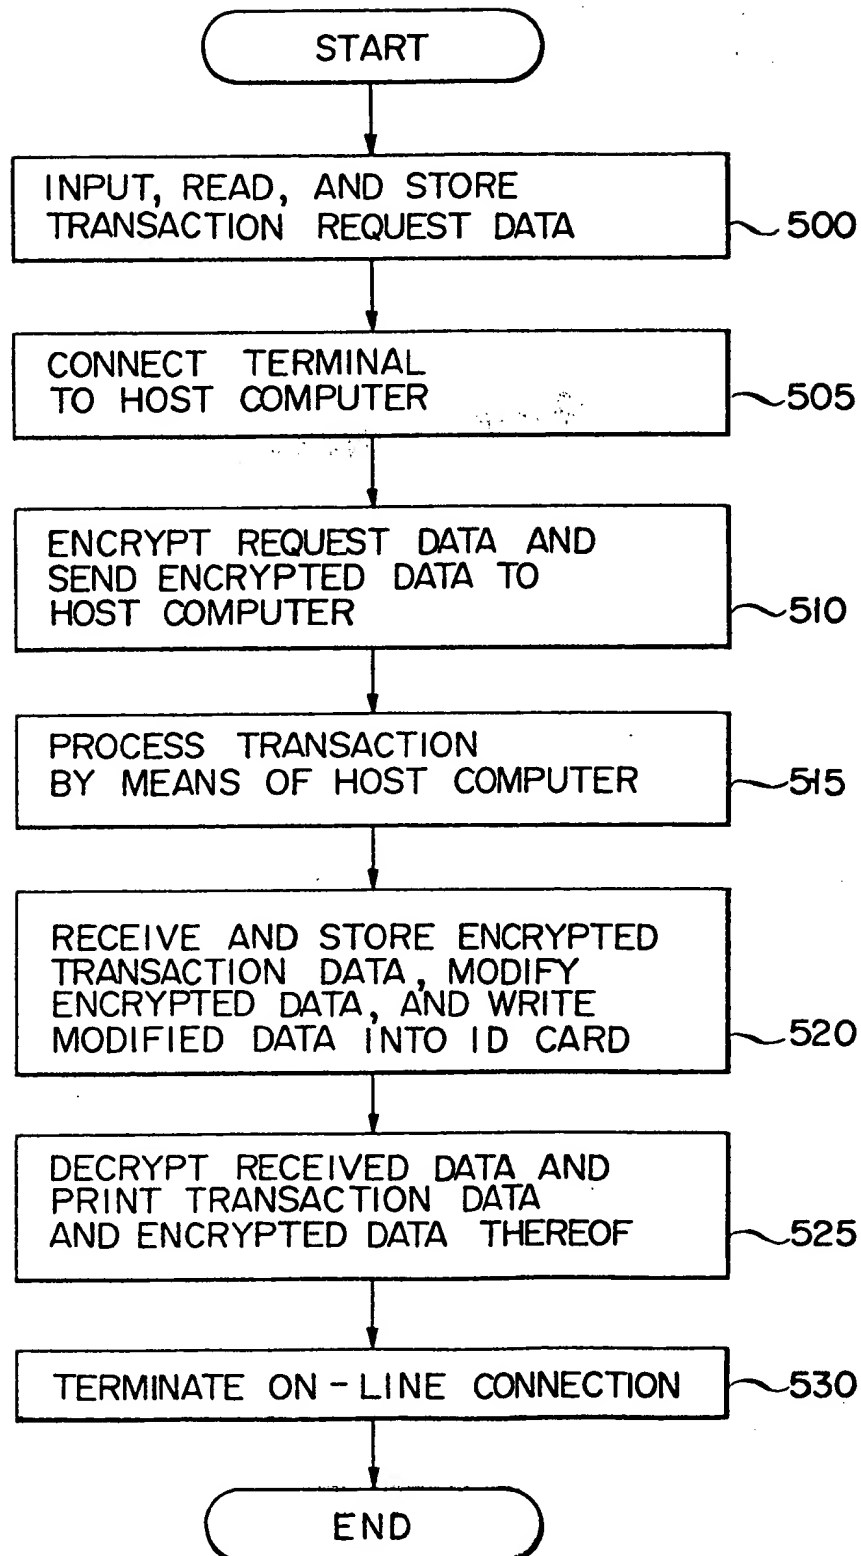 START
INPUT, READ, AND STORE
TRANSACTION REQUEST DATA
500
CONNECT TERMINAL
TO HOST COMPUTER
505
ENCRYPT REQUEST DATA AND
SEND ENCRYPTED DATA TO
HOST COMPUTER
510
PROCESS TRANSACTION
BY MEANS OF HOST COMPUTER
515
RECEIVE AND STORE ENCRYPTED
TRANSACTION DATA, MODIFY
ENCRYPTED DATA, AND WRITE
MODIFIED DATA INTO ID CARD
520
DECRYPT RECEIVED DATA AND
PRINT TRANSACTION DATA
AND ENCRYPTED DATA THEREOF
525
TERMINATE ON-LINE CONNECTION
530
END